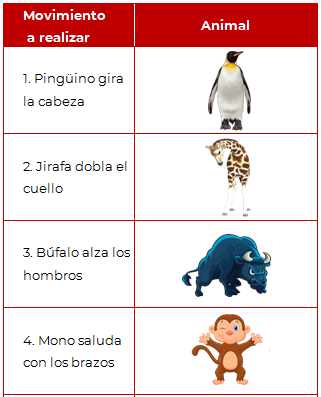 Movimiento
a realizar
Animal
1. Pingüino gira
la cabeza
2. Jirafa dobla el
cuello
3. Búfalo alza los
hombros
4. Mono saluda
con los brazos